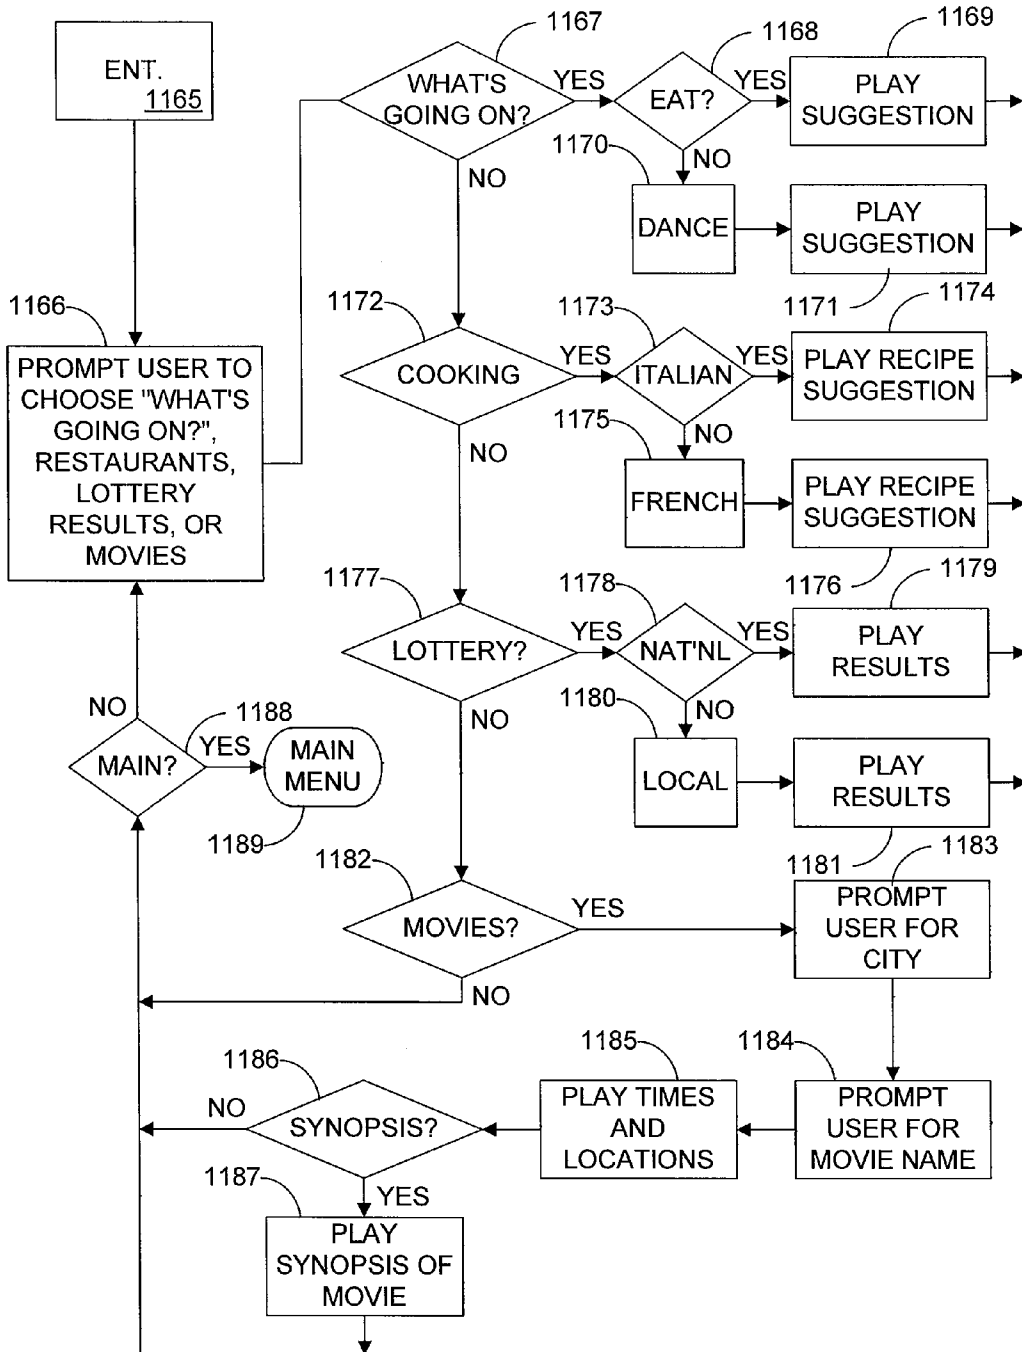 ENT.
1165
1167
WHAT'S
GOING ON?
YES
NO
1168
EAT?
YES
NO
1169
PLAY
SUGGESTION
1170
DANCE
PLAY
SUGGESTION
1171
1166
PROMPT USER TO
CHOOSE "WHAT'S
GOING ON?",
RESTAURANTS,
LOTTERY
RESULTS, OR
MOVIES
1172
COOKING
YES
NO
1173
ITALIAN
YES
NO
1174
PLAY RECIPE
SUGGESTION
1175
FRENCH
PLAY RECIPE
SUGGESTION
1176
1177
LOTTERY?
YES
NO
1178
NAT'NL
YES
NO
1179
PLAY
RESULTS
1180
LOCAL
PLAY
RESULTS
1181
NO
1188
MAIN?
YES
MAIN
MENU
1189
1182
MOVIES?
YES
NO
1183
PROMPT
USER FOR
CITY
1184
PROMPT
USER FOR
MOVIE NAME
1185
PLAY TIMES
AND
LOCATIONS
1186
SYNOPSIS?
NO
YES
1187
PLAY
SYNOPSIS OF
MOVIE